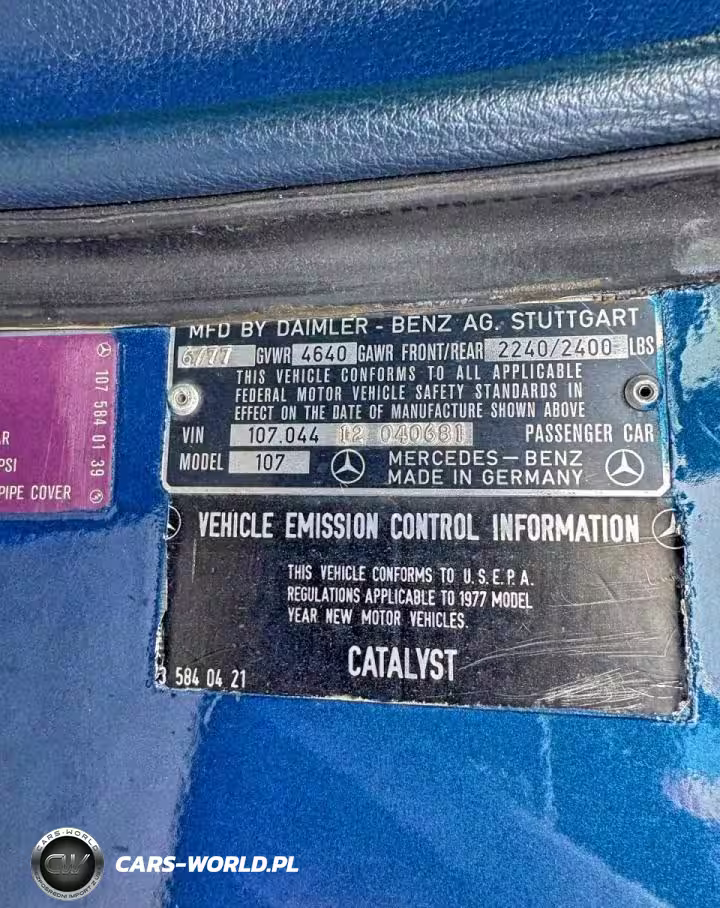 MFD BY DAIMLER - BENZ AG. STUTTGART
6/77 GVWR 4640 GAWR FRONT/REAR 2240/2400 LBS
THIS VEHICLE CONFORMS TO ALL APPLICABLE
FEDERAL MOTOR VEHICLE SAFETY STANDARDS IN
EFFECT ON THE DATE OF MANUFACTURE SHOWN ABOVE
VIN 107.044 12 040681 PASSENGER CAR
MODEL 107 MERCEDES-BENZ
MADE IN GERMANY
107 584 01 39
AR
PSI
PIPE COVER
VEHICLE EMISSION CONTROL INFORMATION
THIS VEHICLE CONFORMS TO U.S.E.P.A.
REGULATIONS APPLICABLE TO 1977 MODEL
YEAR NEW MOTOR VEHICLES.
CATALYST
584 04 21
CARS-WORLD
CW
CARS-WORLD.PL